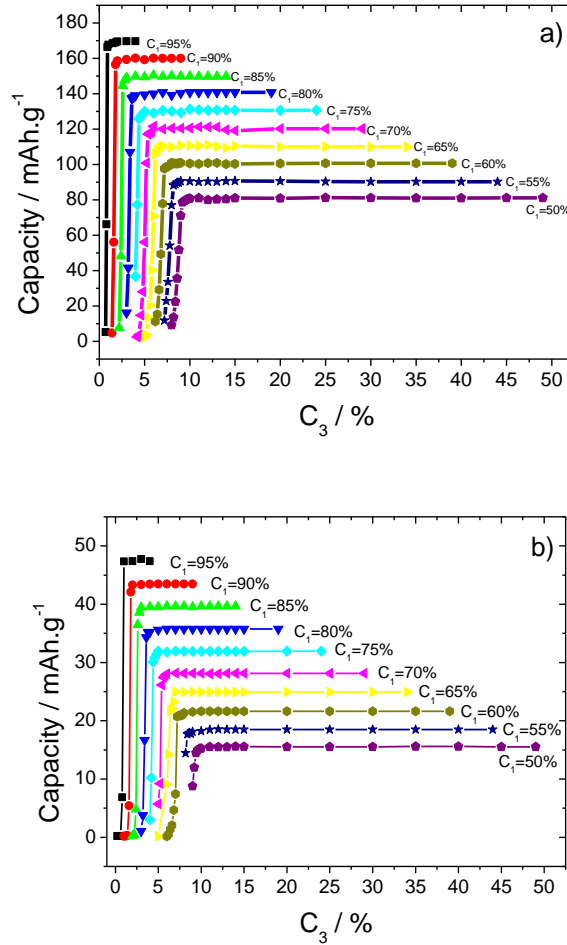 a)
180
160
140
120
100
80
60
40
20
0
Capacity / mAh.g-1
C1=95%
C1=90%
C1=85%
C1=80%
C1=75%
C1=70%
C1=65%
C1=60%
C1=55%
C1=50%
0 5 10 15 20 25 30 35 40 45 50
C3 / %
b)
50
40
30
20
10
0
Capacity / mAh.g-1
C1=95%
C1=90%
C1=85%
C1=80%
C1=75%
C1=70%
C1=65%
C1=60%
C1=55%
C1=50%
0 5 10 15 20 25 30 35 40 45 50
C3 / %